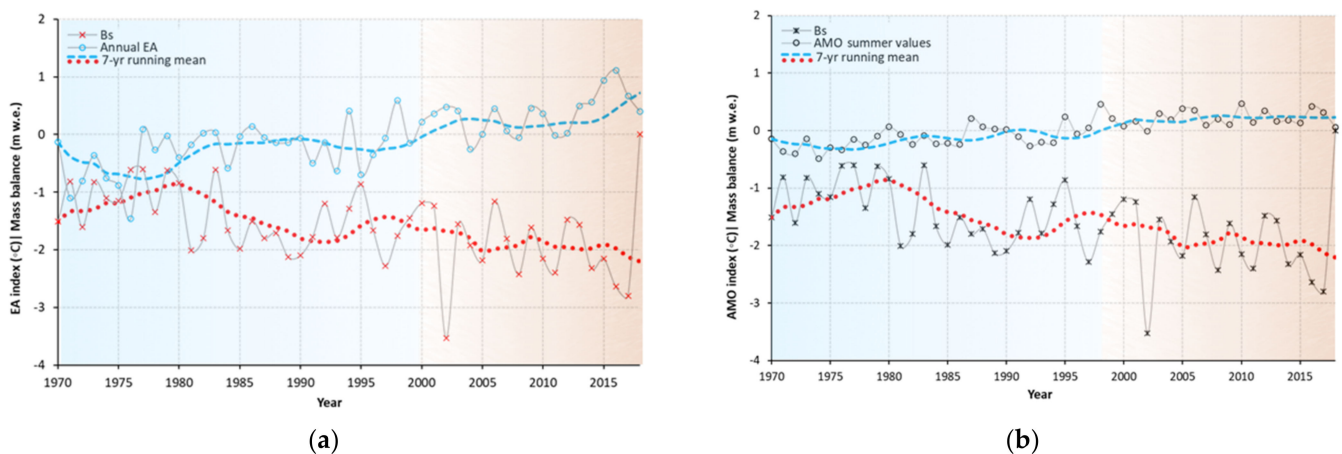 2
1
0
-1
-2
-3
-4
EA index (◦C)| Mass balance (m w.e.)
Bs
Annual EA
7-yr running mean
1970 1975 1980 1985 1990 1995 2000 2005 2010 2015
Year
(a)
2
1
0
-1
-2
-3
-4
AMO index (◦C)| Mass balance (m w.e.)
Bs
AMO summer values
7-yr running mean
1970 1975 1980 1985 1990 1995 2000 2005 2010 2015
Year
(b)